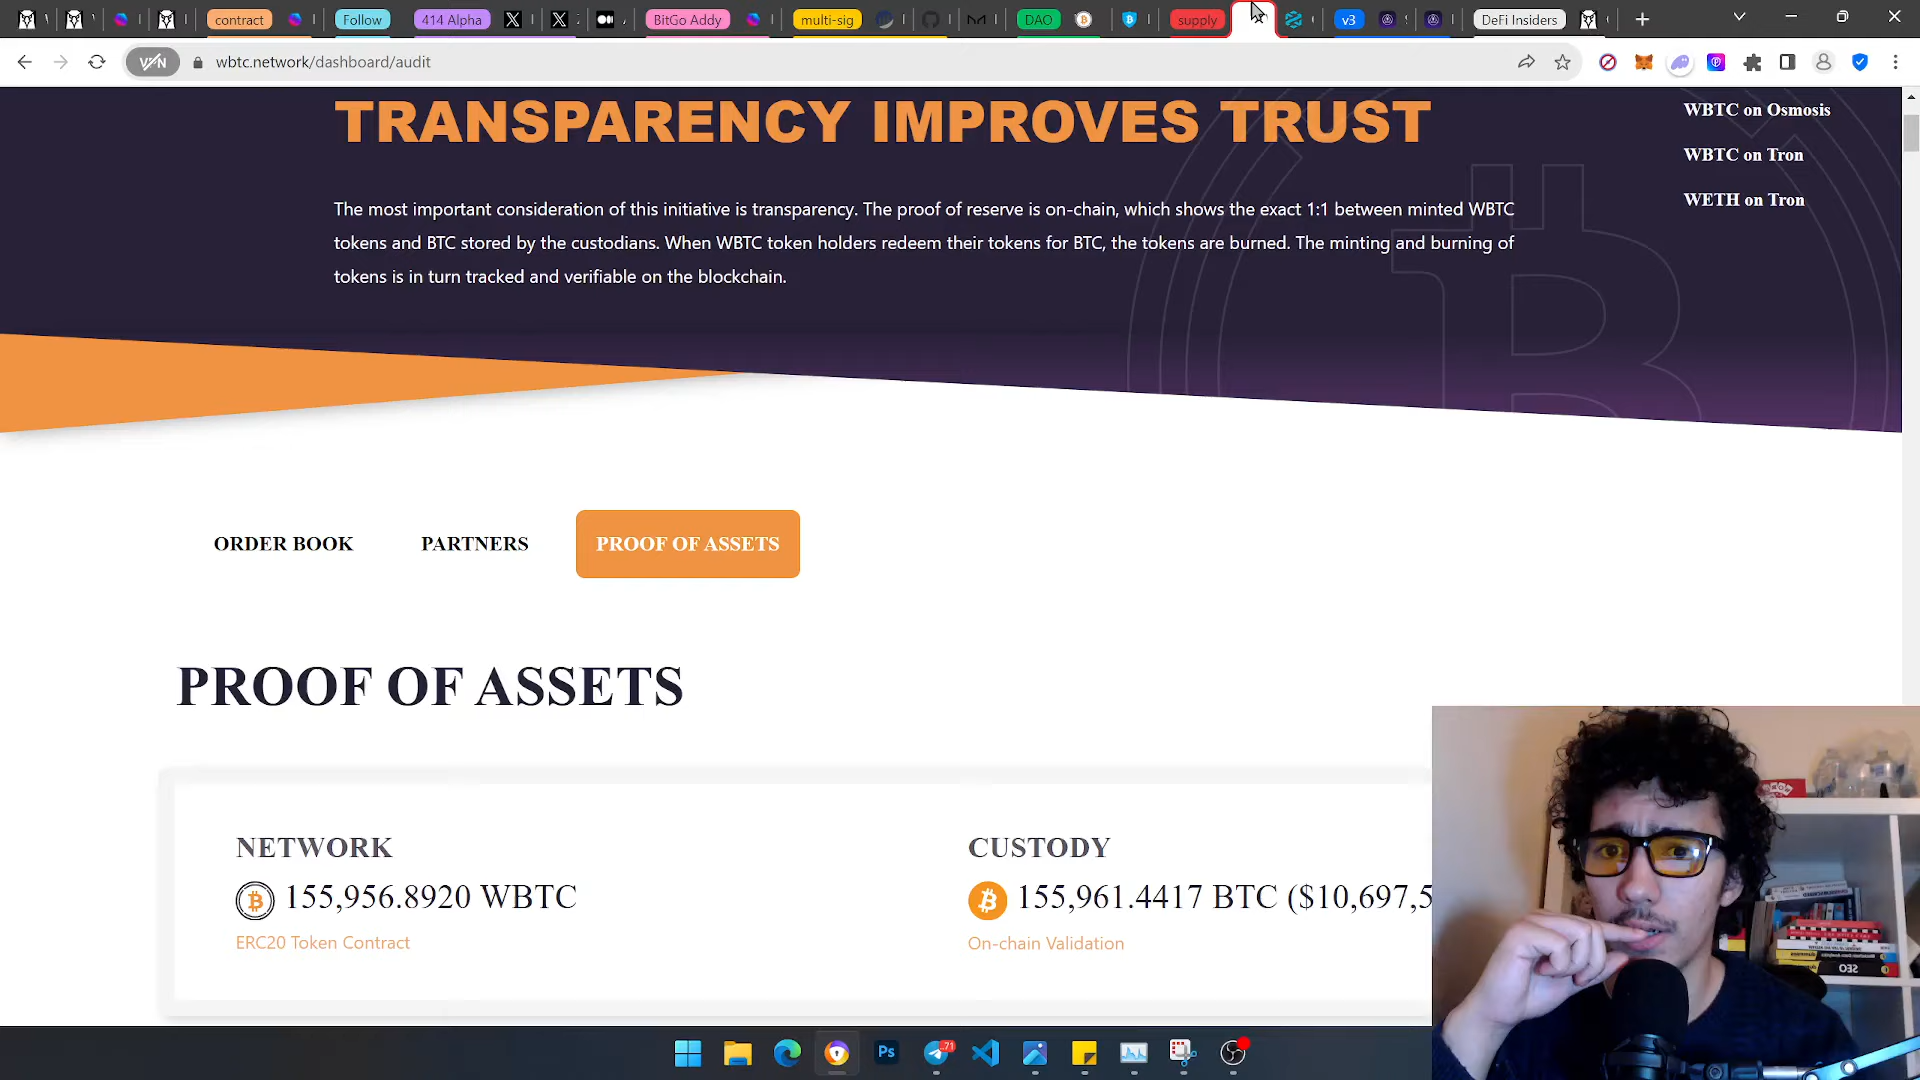 contract
Follow
414 Alpha
BitGo Addy
multi-sig
DAO
supply
v3
DeFi Insiders
VPN
wbtc.network/dashboard/audit
TRANSPARENCY IMPROVES TRUST
WBTC on Osmosis
WBTC on Tron
WETH on Tron
The most important consideration of this initiative is transparency. The proof of reserve is on-chain, which shows the exact 1:1 between minted WBTC
tokens and BTC stored by the custodians. When WBTC token holders redeem their tokens for BTC, the tokens are burned. The minting and burning of
tokens is in turn tracked and verifiable on the blockchain.
ORDER BOOK
PARTNERS
PROOF OF ASSETS
PROOF OF ASSETS
NETWORK
155,956.8920 WBTC
ERC20 Token Contract
CUSTODY
155,961.4417 BTC ($10,697,5
On-chain Validation
SEO
Ps
71